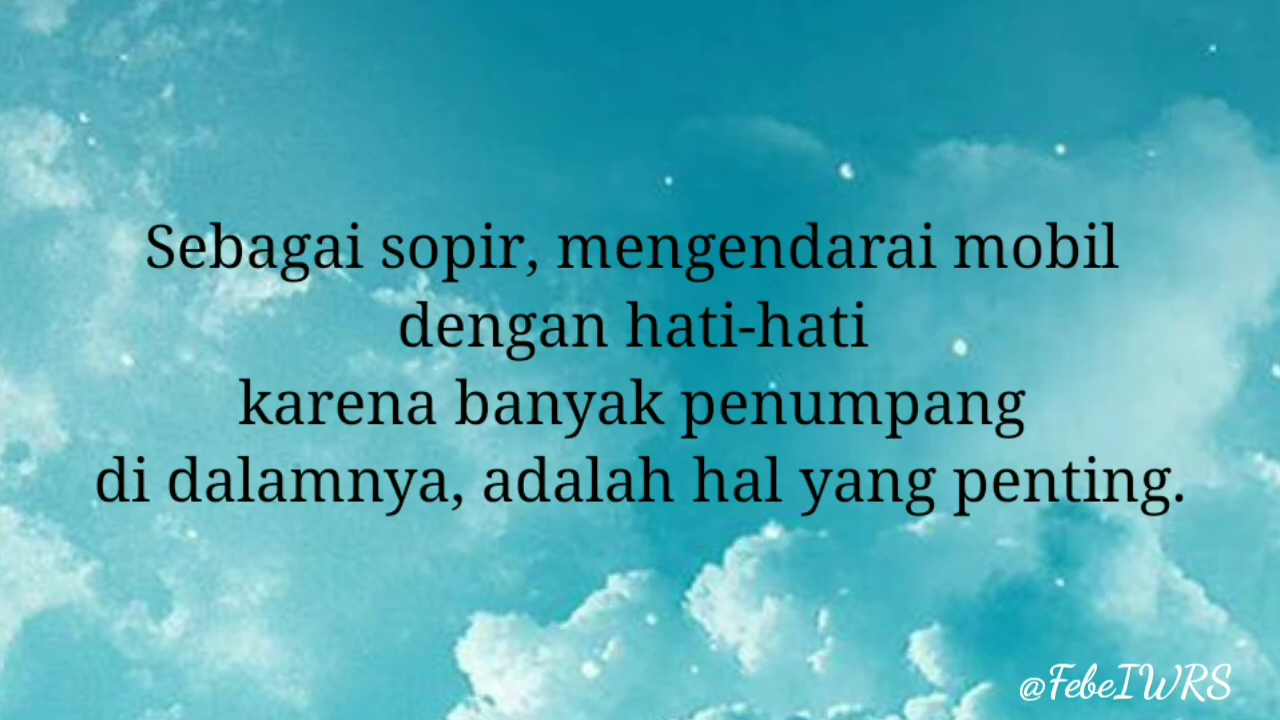 Sebagai sopir, mengendarai mobil
dengan hati-hati
karena banyak penumpang
di dalamnya, adalah hal yang penting.
@FebeIWRS